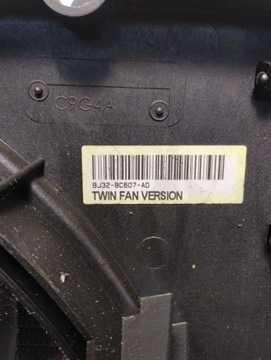 C9G4A
BJ32-8C607-AD
TWIN FAN VERSION